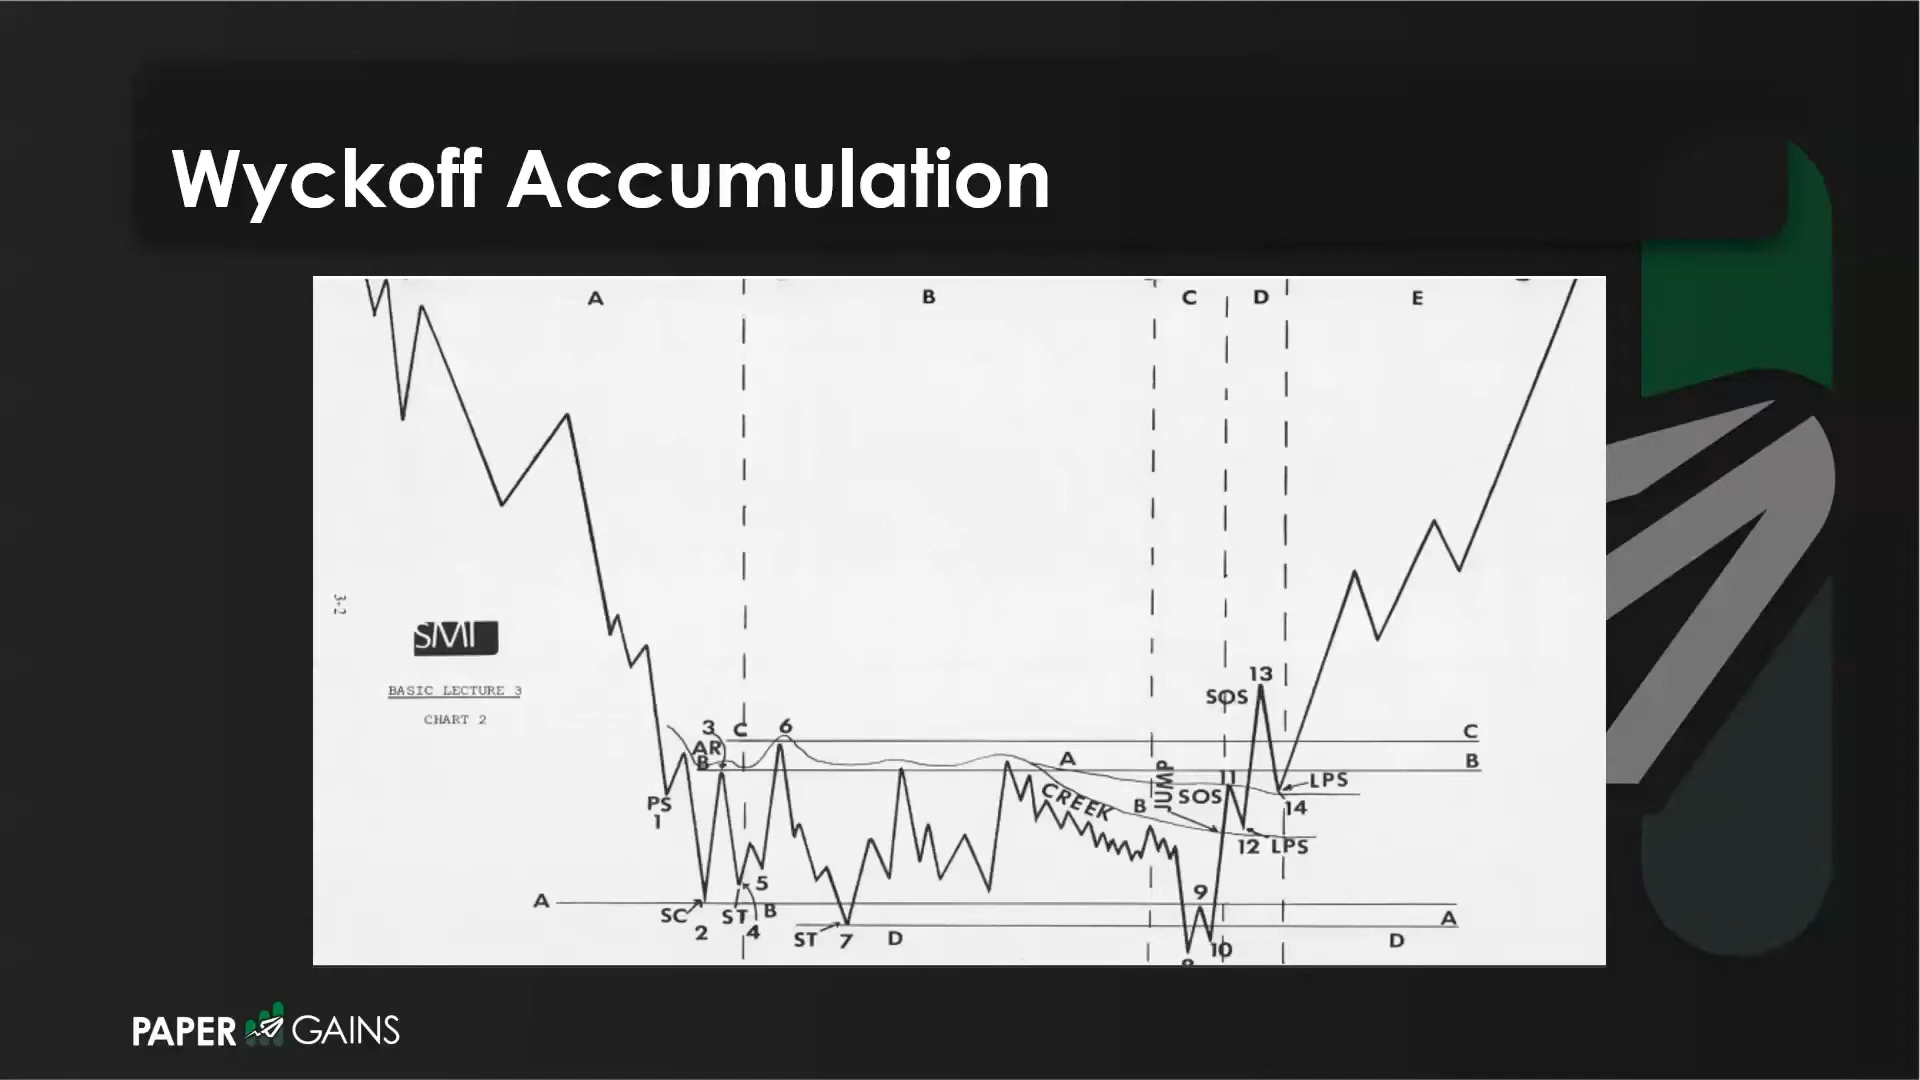 Wyckoff Accumulation
A B C D E
3-2
SMI
BASIC LECTURE 3
CHART 2
13
SOS
3 C 6 C
AR
B A B
JUMP
11
LPS
PS CREEK B SOS 14
1
12 LPS
5 9
A
SC ST B A
2 4
ST 7 D D
10
8
PAPER GAINS